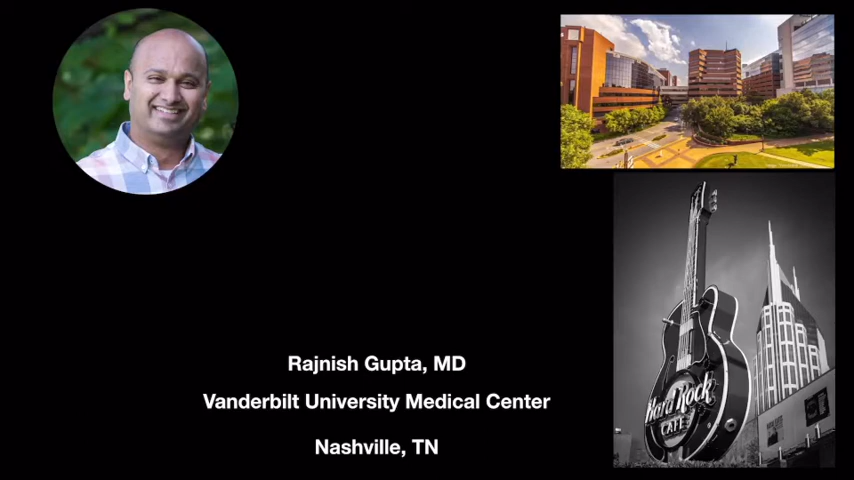 Rajnish Gupta, MD
Vanderbilt University Medical Center
Nashville, TN
Hard Rock
CAFE